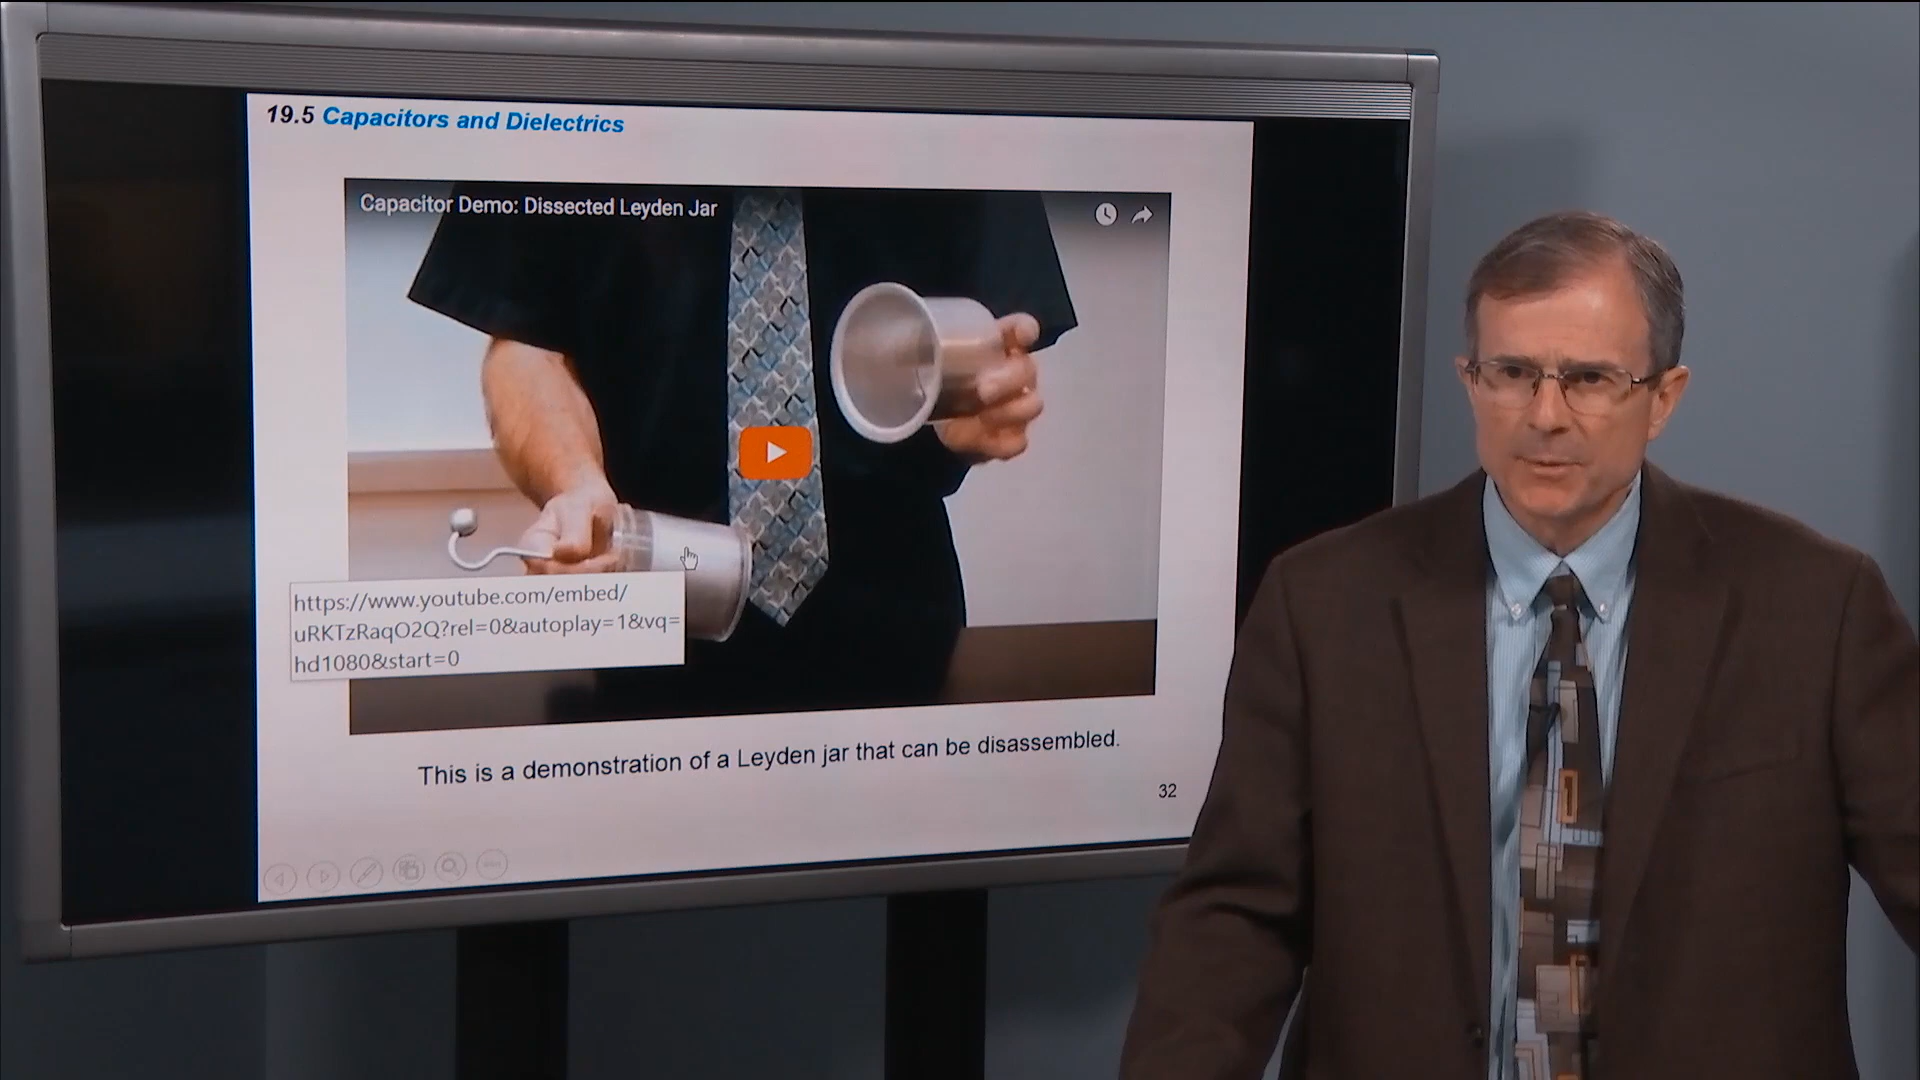 19.5 Capacitors and Dielectrics
Capacitor Demo: Dissected Leyden Jar
https://www.youtube.com/embed/
uRKTzRaqO2Q?rel=0&autoplay=1&vq=
hd1080&start=0
This is a demonstration of a Leyden jar that can be disassembled.
32